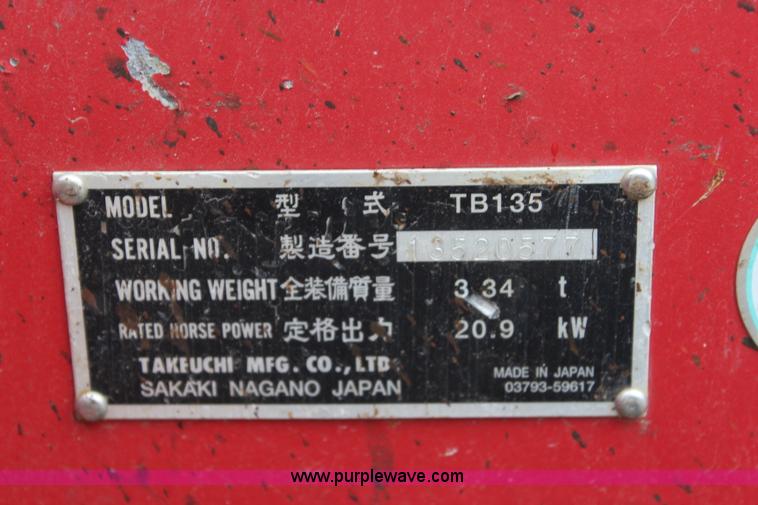 MODEL 型式 TB135
SERIAL NO. 製造番号 13520577
WORKING WEIGHT 全装備質量 3.34 t
RATED HORSE POWER 定格出力 20.9 kW
TAKEUCHI MFG. CO., LTD
SAKAKI NAGANO JAPAN
MADE IN JAPAN
03793-59617
www.purplewave.com